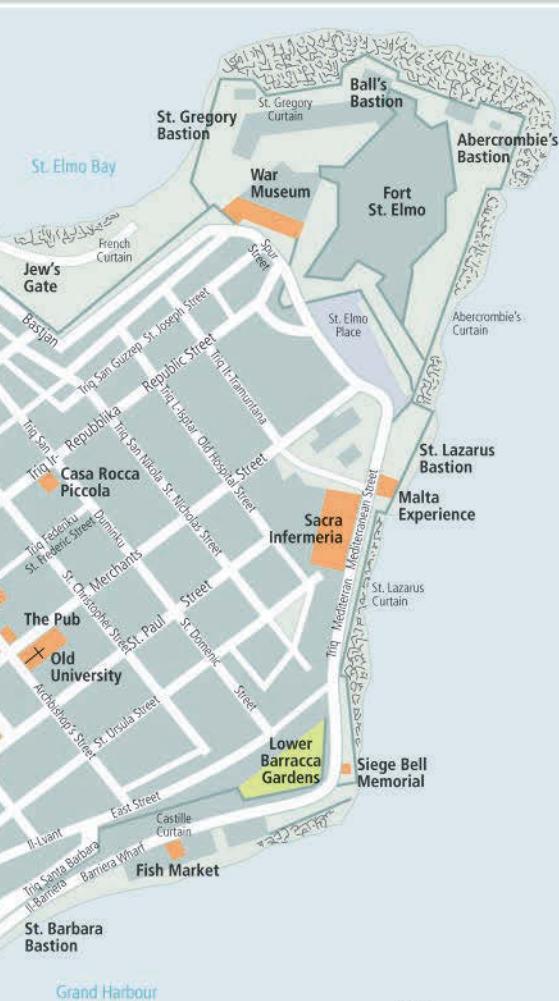 Ball's
Bastion
St. Gregory
Curtain
St. Gregory
Bastion
Abercrombie's
Bastion
St. Elmo Bay
War
Museum
Fort
St. Elmo
French
Curtain
Spur
Street
Jew's
Gate
St. Elmo
Place
Abercrombie's
Curtain
Bastjan
Triq San Guzzep St. Joseph Street
Triq Ir- Repubblika Republic Street
Triq It-Tramuntana
Triq L-Isptar Old Hospital Street
Triq San Nikola St. Nicholas Street
Triq San
Duminku
St. Domenic
Street
St. Lazarus
Bastion
Casa Rocca
Piccola
Malta
Experience
Sacra
Infermeria
Triq Mediterran Mediterranean Street
Triq Federiku
St. Frederic Street
Merchants
Street
St. Christopher Street
St. Lazarus
Curtain
St. Paul Street
The Pub
Old
University
Archbishop's Street
St. Ursula Street
Lower
Barracca
Gardens
Siege Bell
Memorial
East Street
Il-Lvant
Castille
Curtain
Triq Santa Barbara
Il-Barriera Barriera Wharf
Fish Market
St. Barbara
Bastion
Grand Harbour